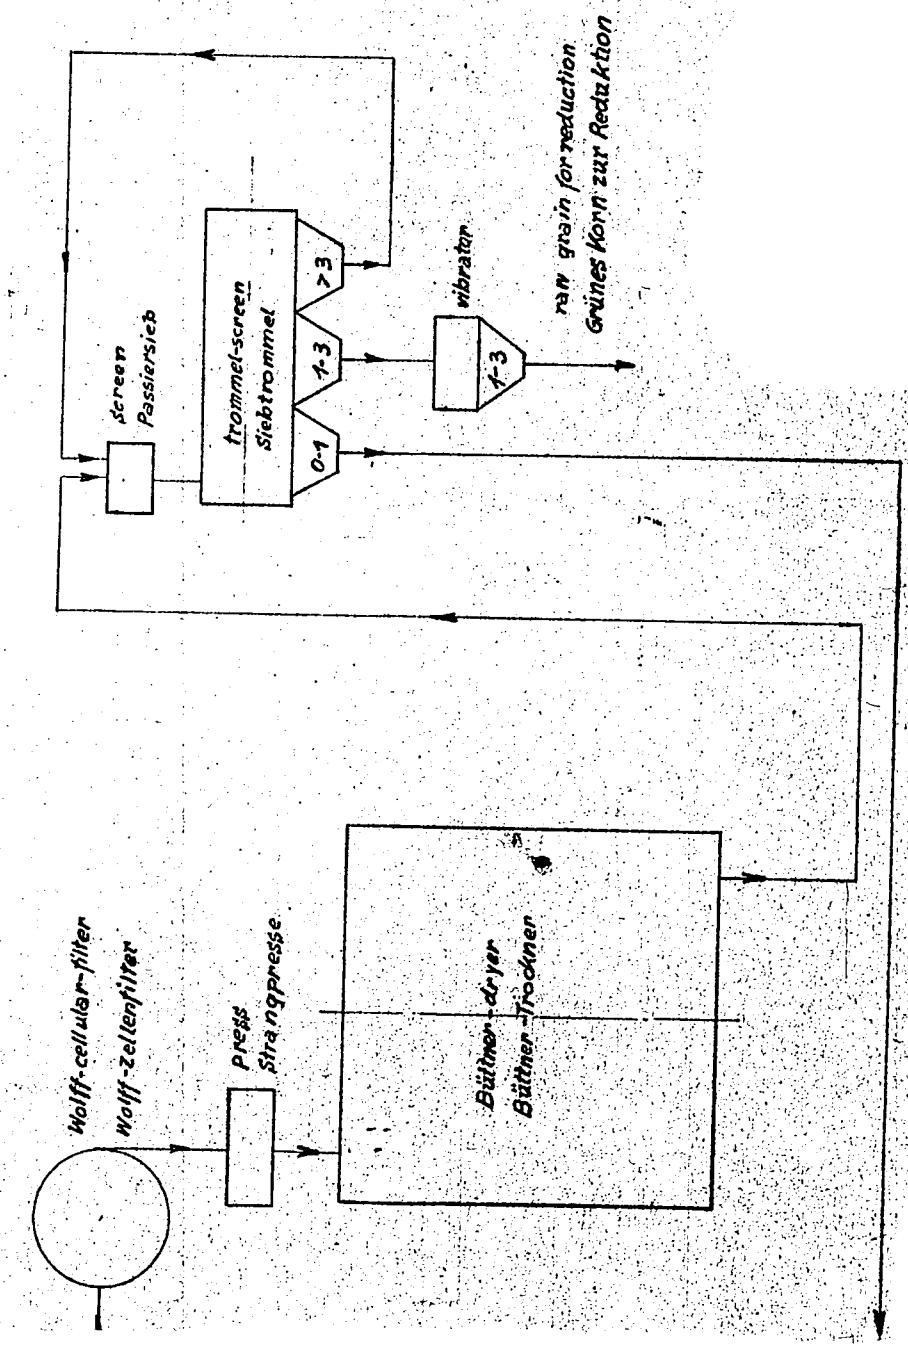 Wolff-cellular-filter
Wolff-zellenfilter
press
Strangpresse
Büttner-dryer
Büttner-Trocknen
screen
Passiersieb
trommel-screen
Siebtrommel
0-1
1-3
>3
vibrator
1-3
raw grain for reduction
Grünes Korn zur Reduktion